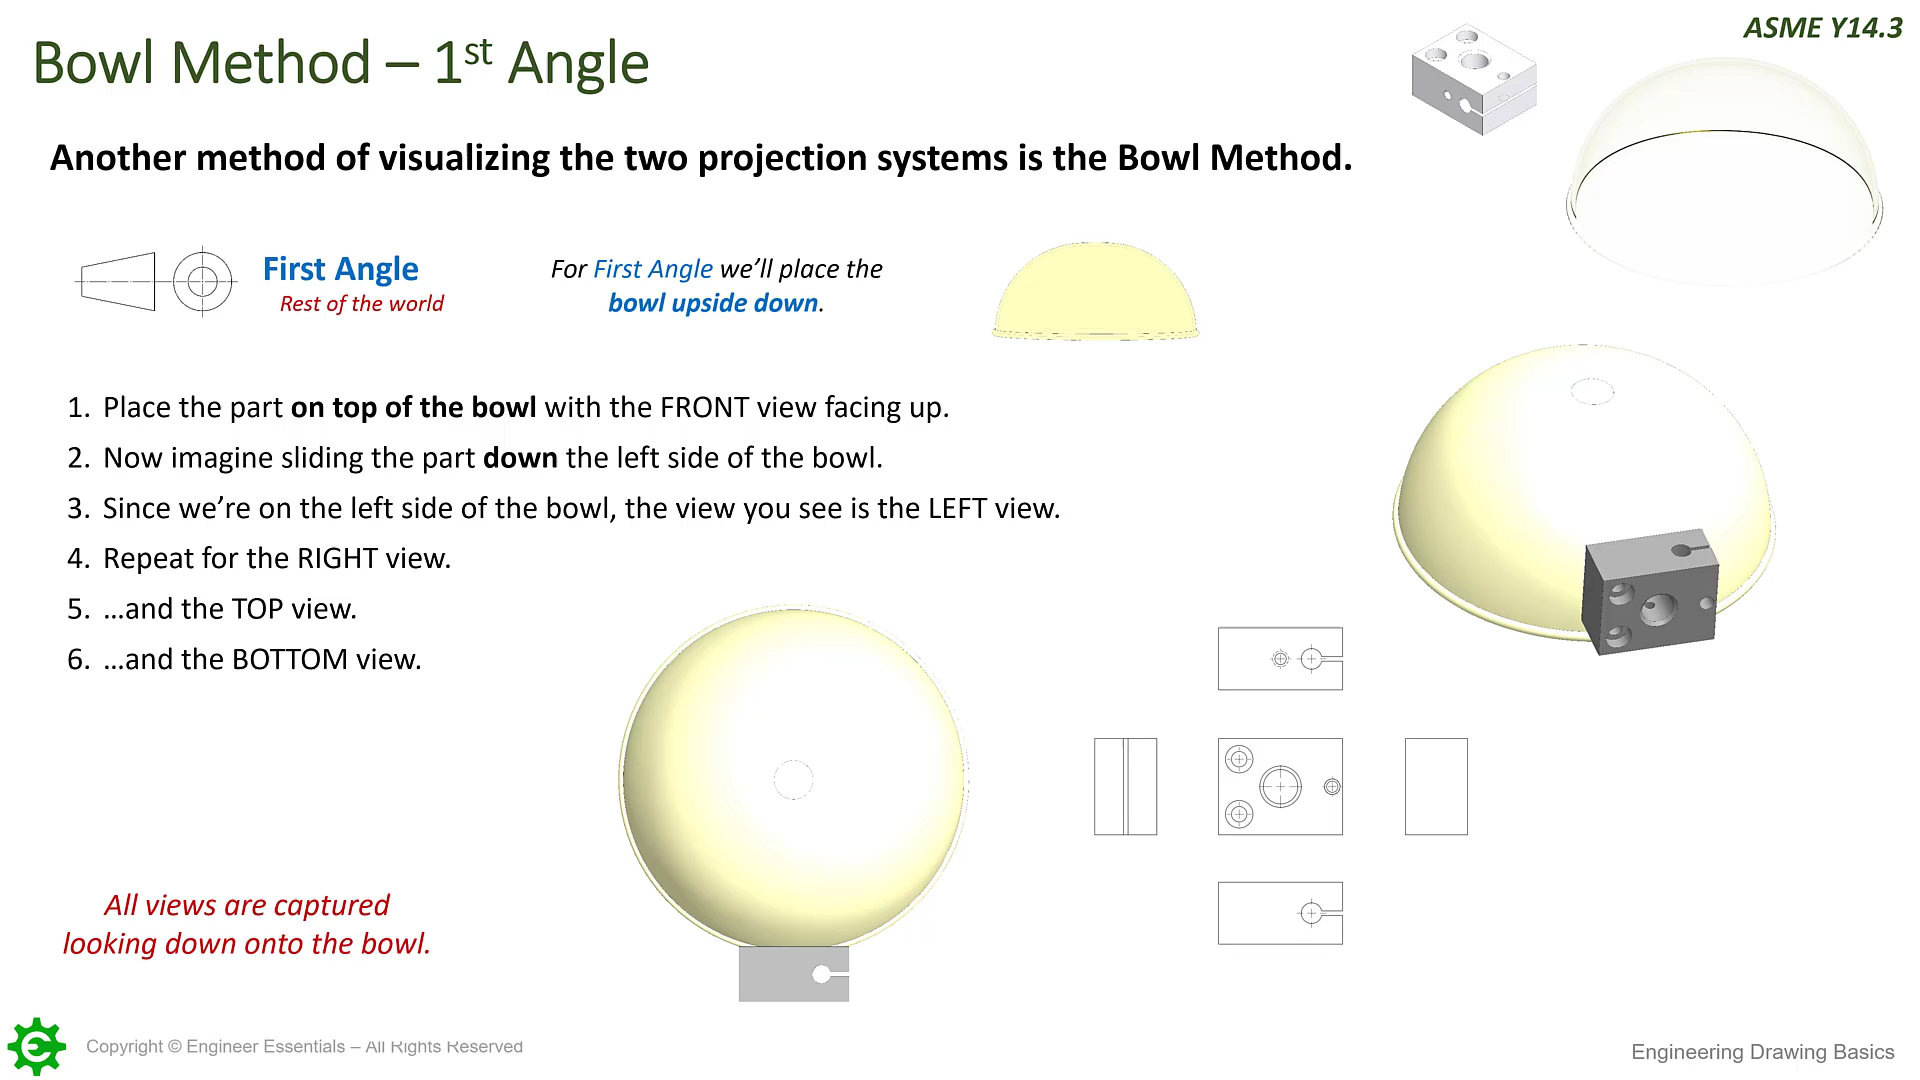 ASME Y14.3
Bowl Method – 1st Angle
Another method of visualizing the two projection systems is the Bowl Method.
First Angle
Rest of the world
For First Angle we’ll place the
bowl upside down.
1. Place the part on top of the bowl with the FRONT view facing up.
2. Now imagine sliding the part down the left side of the bowl.
3. Since we’re on the left side of the bowl, the view you see is the LEFT view.
4. Repeat for the RIGHT view.
5. …and the TOP view.
6. …and the BOTTOM view.
All views are captured
looking down onto the bowl.
Copyright © Engineer Essentials – All Rights Reserved
Engineering Drawing Basics